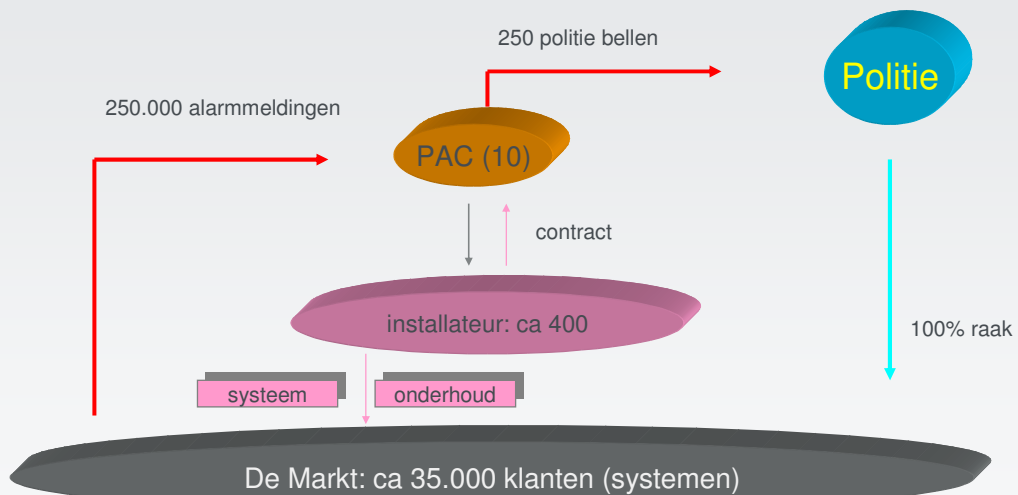 250 politie bellen
Politie
250.000 alarmmeldingen
PAC (10)
contract
installateur: ca 400
100% raak
systeem
onderhoud
De Markt: ca 35.000 klanten (systemen)